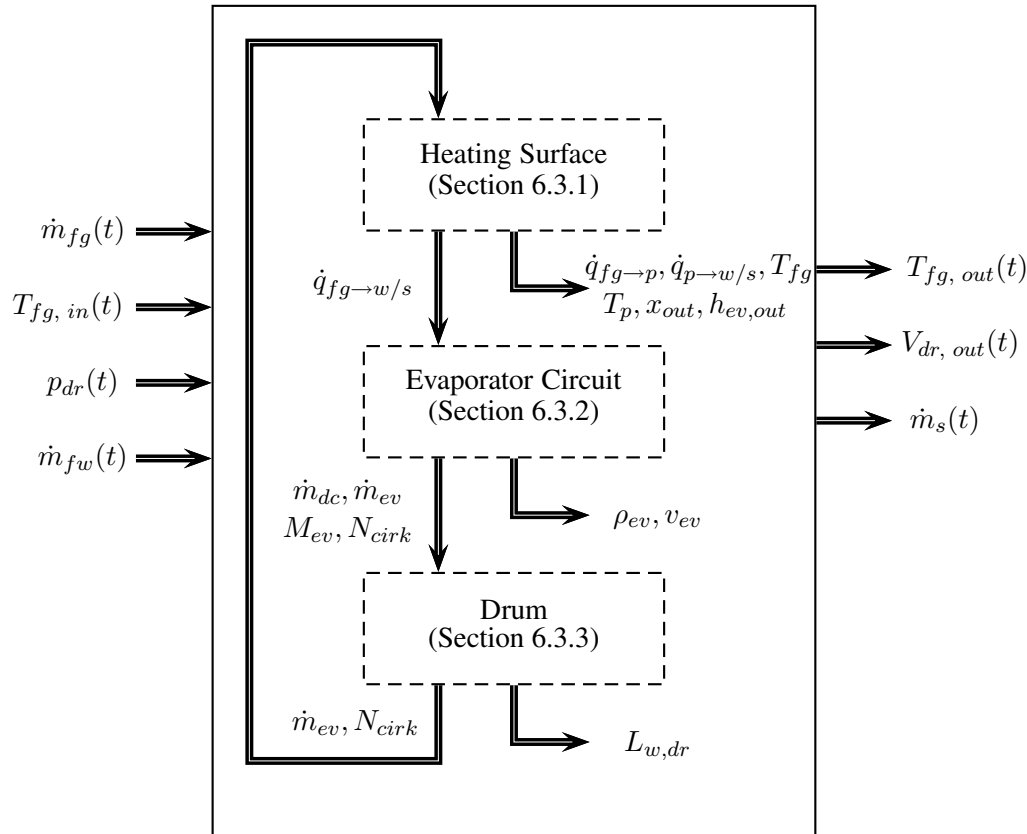 Heating Surface
(Section 6.3.1)
ṁ_fg(t)
T_fg, in(t)
p_dr(t)
ṁ_fw(t)
q̇_fg→w/s
q̇_fg→p, q̇_p→w/s, T_fg
T_p, x_out, h_ev,out
T_fg, out(t)
V_dr, out(t)
ṁ_s(t)
Evaporator Circuit
(Section 6.3.2)
ṁ_dc, ṁ_ev
M_ev, N_cirk
ρ_ev, v_ev
Drum
(Section 6.3.3)
ṁ_ev, N_cirk
L_w,dr